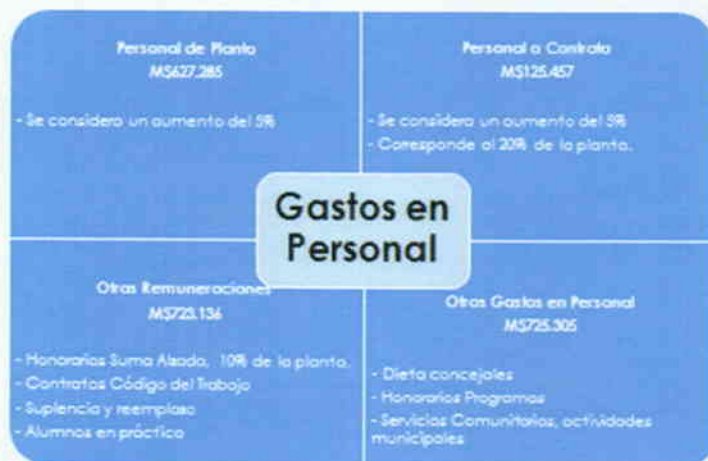 Personal de Planta
M$627.285
- Se considera un aumento del 5%
Personal a Contrata
M$125.457
- Se considera un aumento del 5%
- Corresponde al 20% de la planta.
Gastos en
Personal
Otras Remuneraciones
M$723.136
- Honorarios Suma Alzada, 10% de la planta.
- Contratos Código del Trabajo
- Suplencia y reemplazo
- Alumnos en práctica
Otros Gastos en Personal
M$725.305
- Dieta concejales
- Honorarios Programas
- Servicios Comunitarios, actividades
municipales